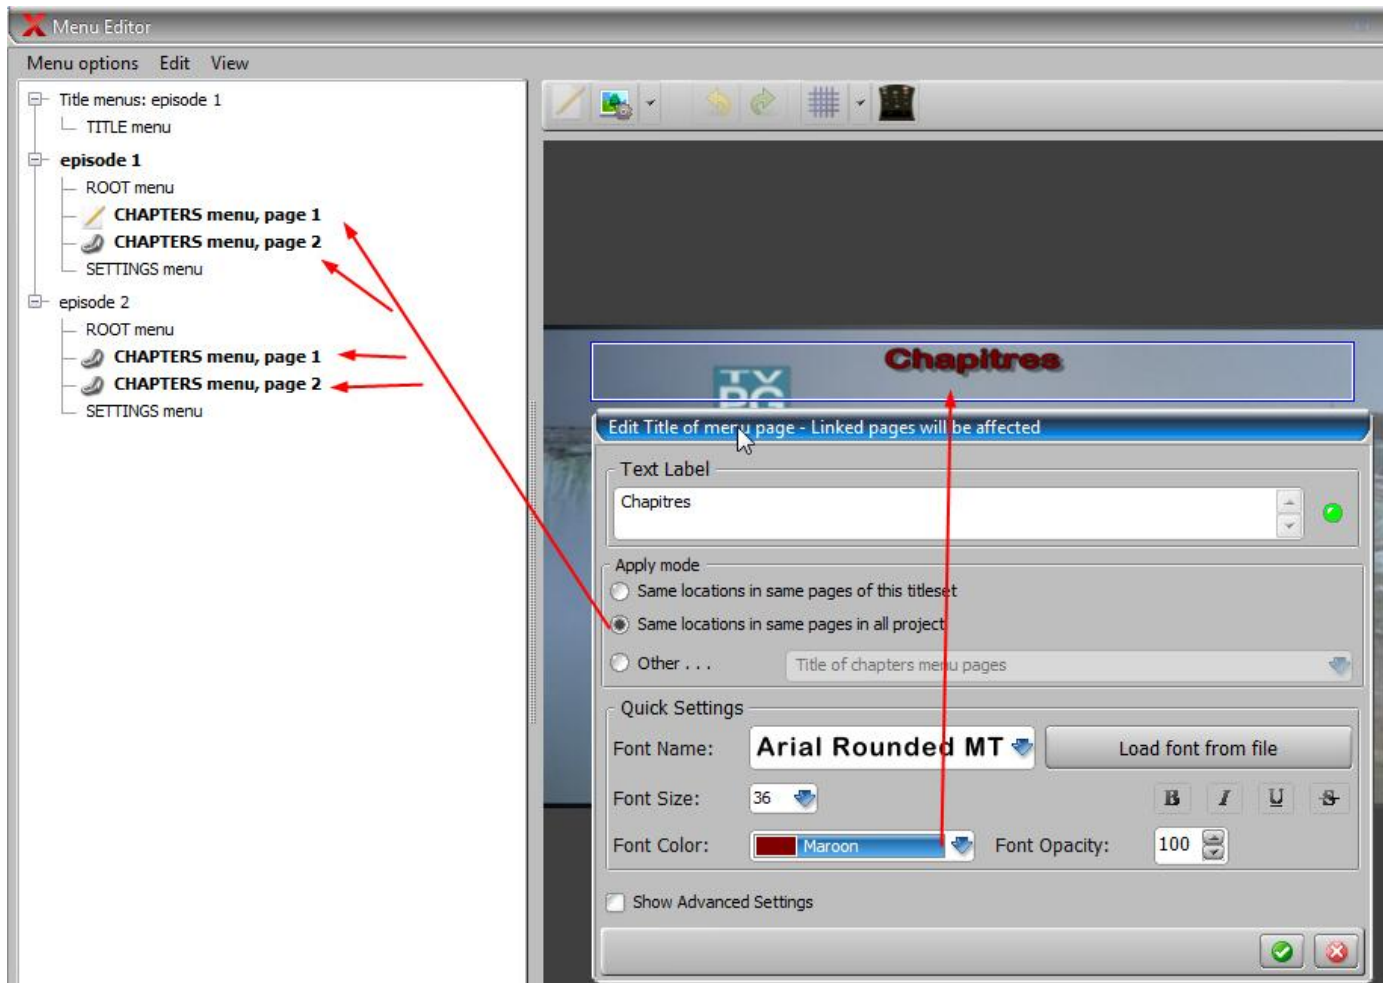 Menu Editor
Menu options Edit View
Title menus: episode 1
TITLE menu
episode 1
ROOT menu
CHAPTERS menu, page 1
CHAPTERS menu, page 2
SETTINGS menu
episode 2
ROOT menu
CHAPTERS menu, page 1
CHAPTERS menu, page 2
SETTINGS menu
Chapitres
TV
PG
Edit Title of menu page - Linked pages will be affected
Text Label
Chapitres
Apply mode
Same locations in same pages of this titleset
Same locations in same pages in all project
Other . . . Title of chapters menu pages
Quick Settings
Font Name: Arial Rounded MT Load font from file
Font Size: 36 B I U S
Font Color: Maroon Font Opacity: 100
Show Advanced Settings